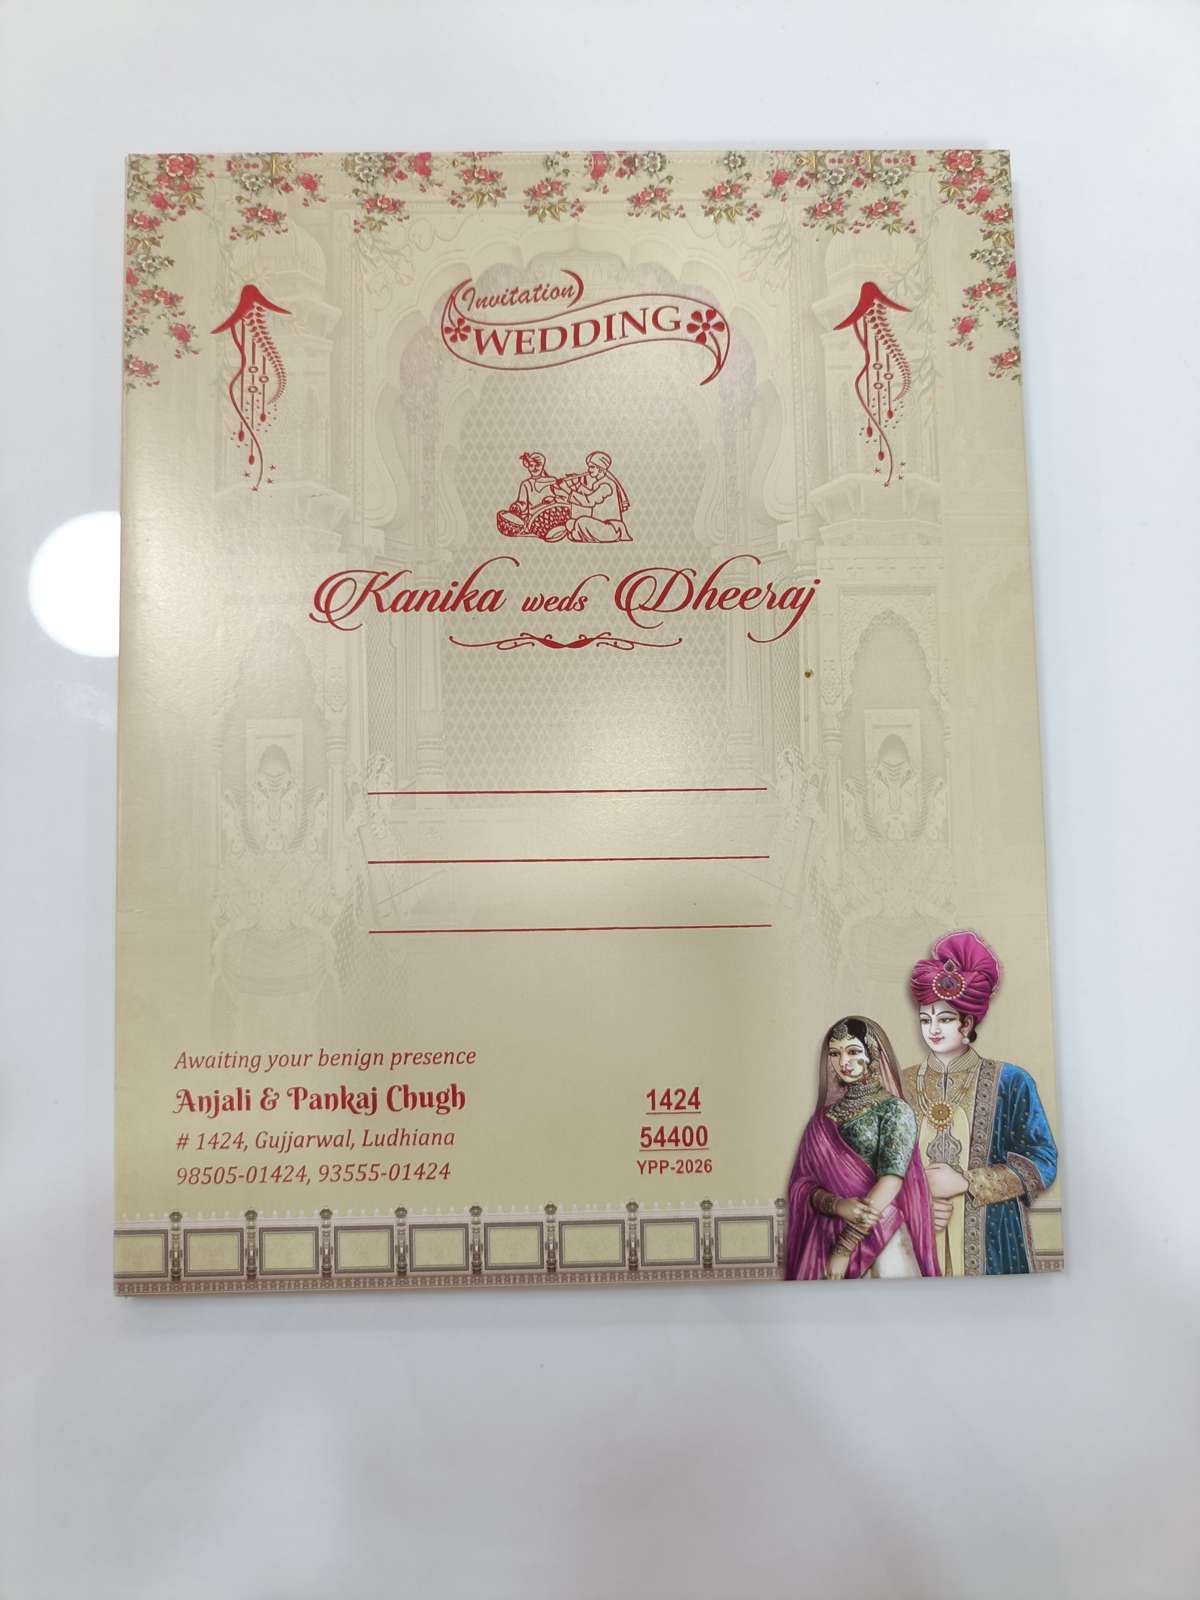 Invitation
WEDDING
Kanika weds Dheeraj
Awaiting your benign presence
Anjali & Pankaj Chugh
# 1424, Gujjarwal, Ludhiana
98505-01424, 93555-01424
1424
54400
YPP-2026